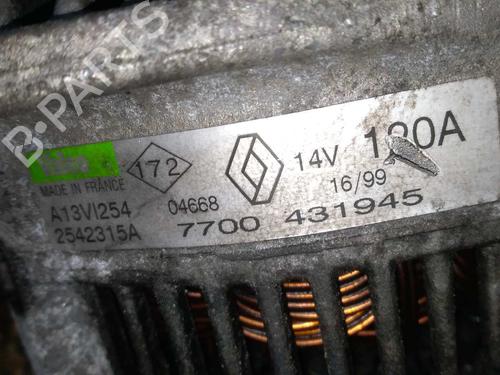 B-PARTS
172
14V 120A
MADE IN FRANCE
16/99
A13VI254 04668
2542315A 7700 431945